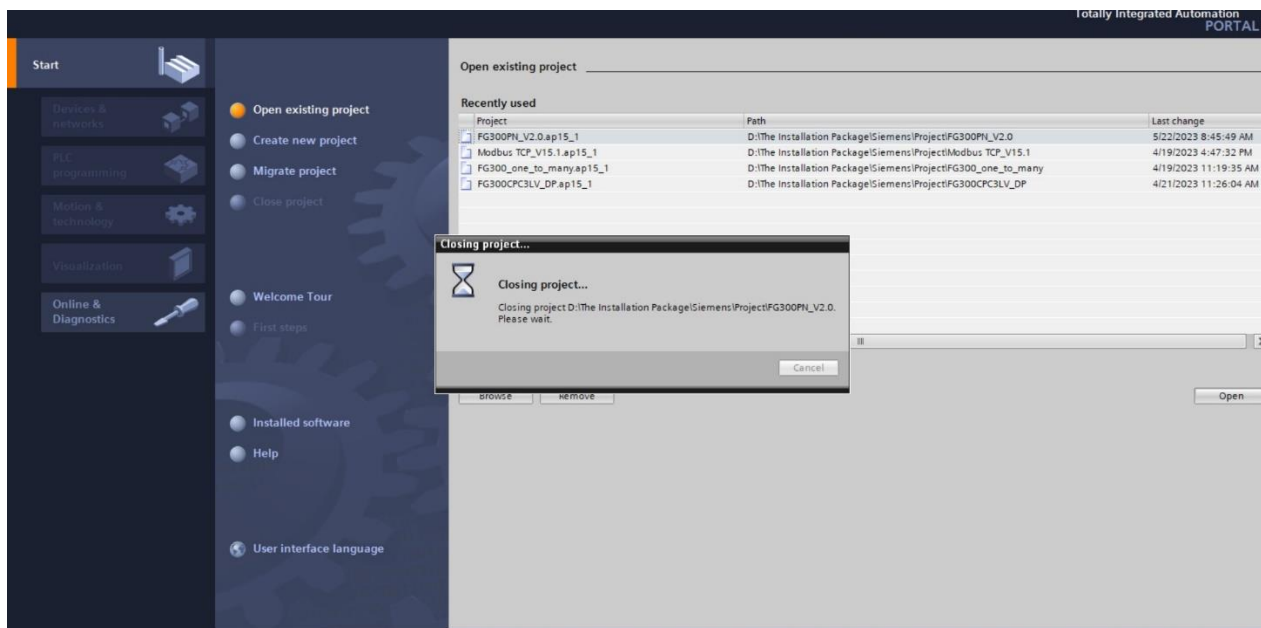 Totally Integrated Automation
PORTAL
Start
Devices &
networks
PLC
programming
Motion &
technology
Visualization
Online &
Diagnostics
Open existing project
Create new project
Migrate project
Close project
Welcome Tour
First steps
Installed software
Help
User interface language
Open existing project
Recently used
Project Path Last change
FG300PN_V2.0.ap15_1 D:\The Installation Package\Siemens\Project\FG300PN_V2.0 5/22/2023 8:45:49 AM
Modbus TCP_V15.1.ap15_1 D:\The Installation Package\Siemens\Project\Modbus TCP_V15.1 4/19/2023 4:47:32 PM
FG300_one_to_many.ap15_1 D:\The Installation Package\Siemens\Project\FG300_one_to_many 4/19/2023 11:19:35 AM
FG300CPC3LV_DP.ap15_1 D:\The Installation Package\Siemens\Project\FG300CPC3LV_DP 4/21/2023 11:26:04 AM
Closing project...
Closing project...
Closing project D:\The Installation Package\Siemens\Project\FG300PN_V2.0.
Please wait.
Cancel
Browse Remove Open